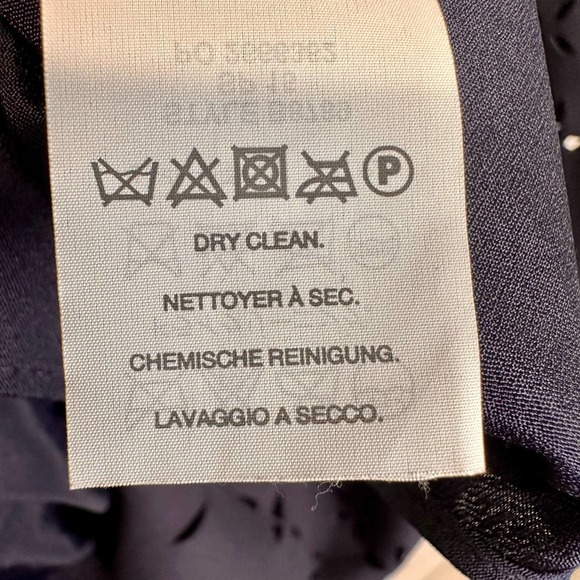 P
DRY CLEAN.
NETTOYER À SEC.
CHEMISCHE REINIGUNG.
LAVAGGIO A SECCO.